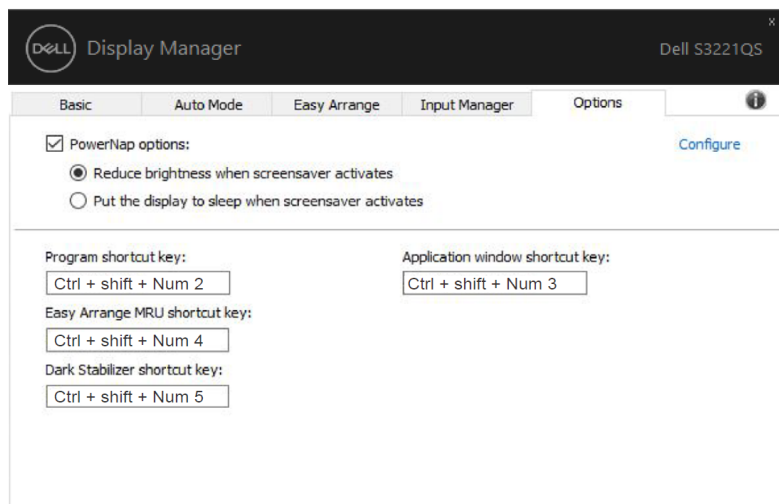 x
DELL Display Manager Dell S3221QS
Basic Auto Mode Easy Arrange Input Manager Options i
PowerNap options: Configure
Reduce brightness when screensaver activates
Put the display to sleep when screensaver activates
Program shortcut key: Application window shortcut key:
Ctrl + shift + Num 2 Ctrl + shift + Num 3
Easy Arrange MRU shortcut key:
Ctrl + shift + Num 4
Dark Stabilizer shortcut key:
Ctrl + shift + Num 5